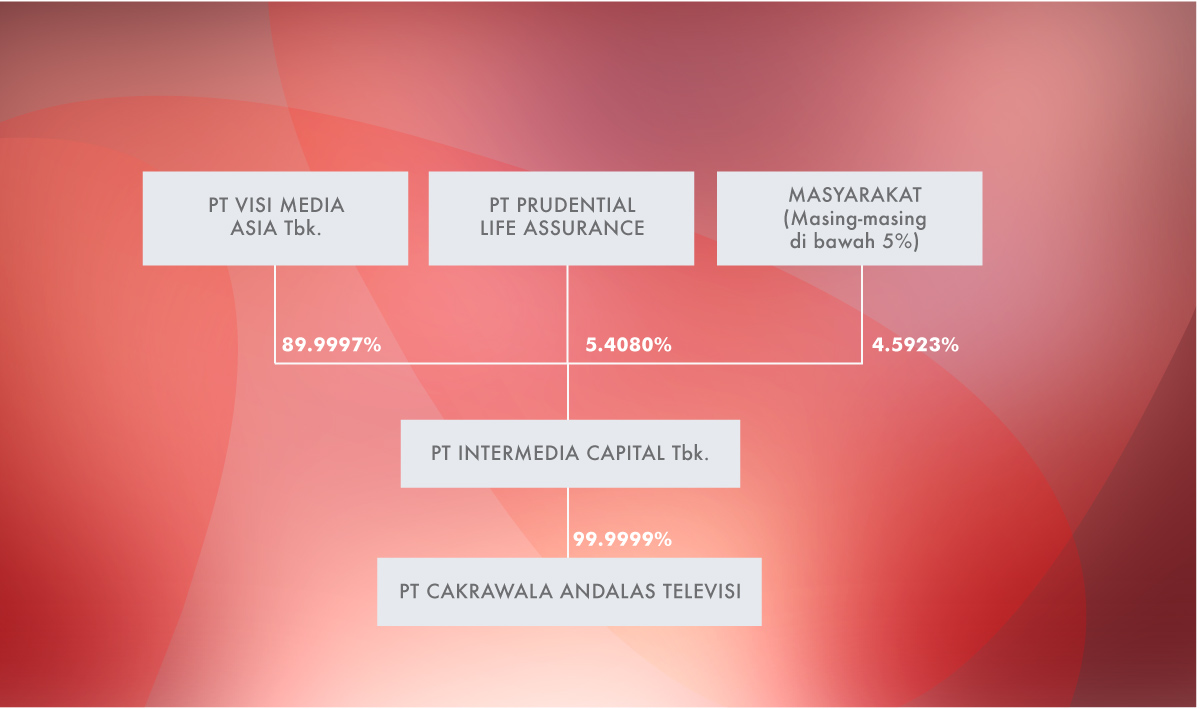 PT VISI MEDIA
ASIA Tbk.
PT PRUDENTIAL
LIFE ASSURANCE
MASYARAKAT
(Masing-masing
di bawah 5%)
89.9997%
5.4080%
4.5923%
PT INTERMEDIA CAPITAL Tbk.
99.9999%
PT CAKRAWALA ANDALAS TELEVISI